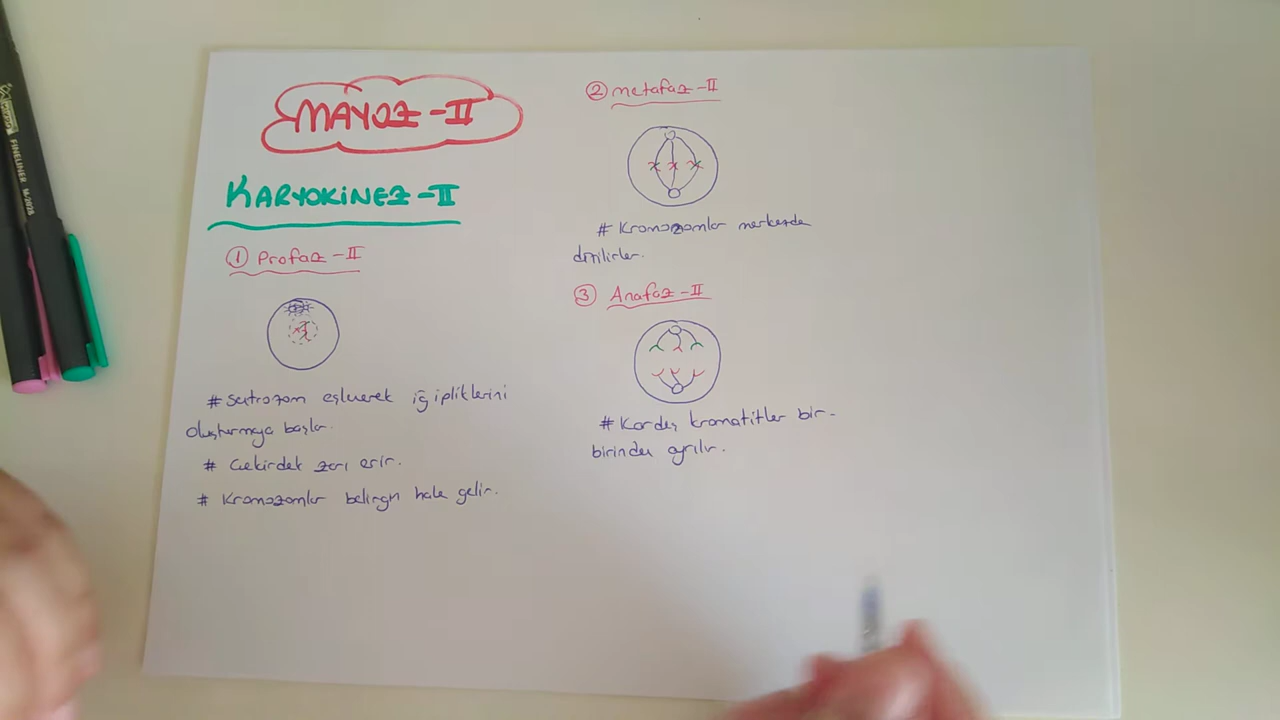 MAYOZ-II
KARYOKİNEZ-II
① Profaz-II
# Sentrozom eşlenerek iğ ipliklerini
oluşturmaya başlar.
# Çekirdek zarı erir.
# Kromozomlar belirgin hale gelir.
② metafaz-II
# Kromozomlar merkezde
dizilirler.
③ Anafaz-II
# Kardeş kromatitler bir-
birinden ayrılır.
FINELINER